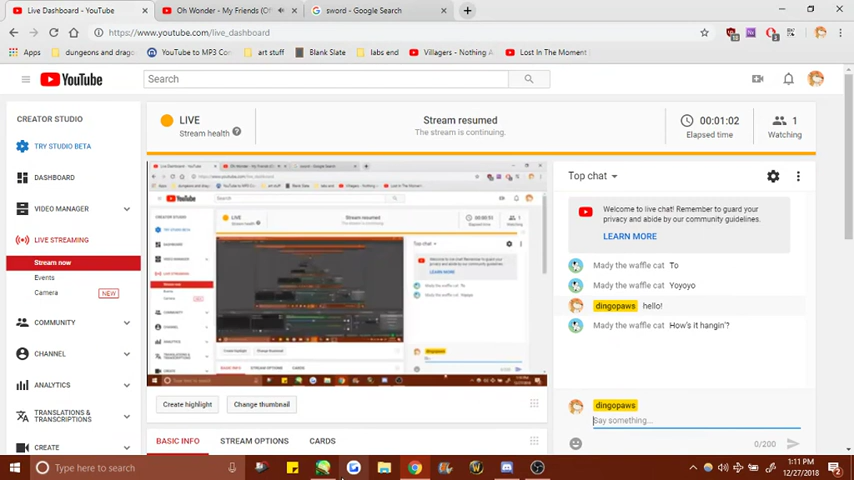 Live Dashboard - YouTube
Oh Wonder - My Friends (Of
sword - Google Search
https://www.youtube.com/live_dashboard
Apps
dungeons and drago
YouTube to MP3 Co
art stuff
Blank Slate
labs end
Villagers - Nothing A
Lost In The Moment
YouTube
Search
CREATOR STUDIO
TRY STUDIO BETA
DASHBOARD
VIDEO MANAGER
LIVE STREAMING
Stream now
Events
Camera
NEW
COMMUNITY
CHANNEL
ANALYTICS
TRANSLATIONS &
TRANSCRIPTIONS
CREATE
LIVE
Stream health
Stream resumed
The stream is continuing.
00:01:02
Elapsed time
1
Watching
Create highlight
Change thumbnail
BASIC INFO
STREAM OPTIONS
CARDS
Top chat
Welcome to live chat! Remember to guard your
privacy and abide by our community guidelines.
LEARN MORE
Mady the waffle cat To
Mady the waffle cat Yoyoyo
dingopaws hello!
Mady the waffle cat How's it hangin'?
dingopaws
Say something...
0/200
Type here to search
1:11 PM
12/27/2018